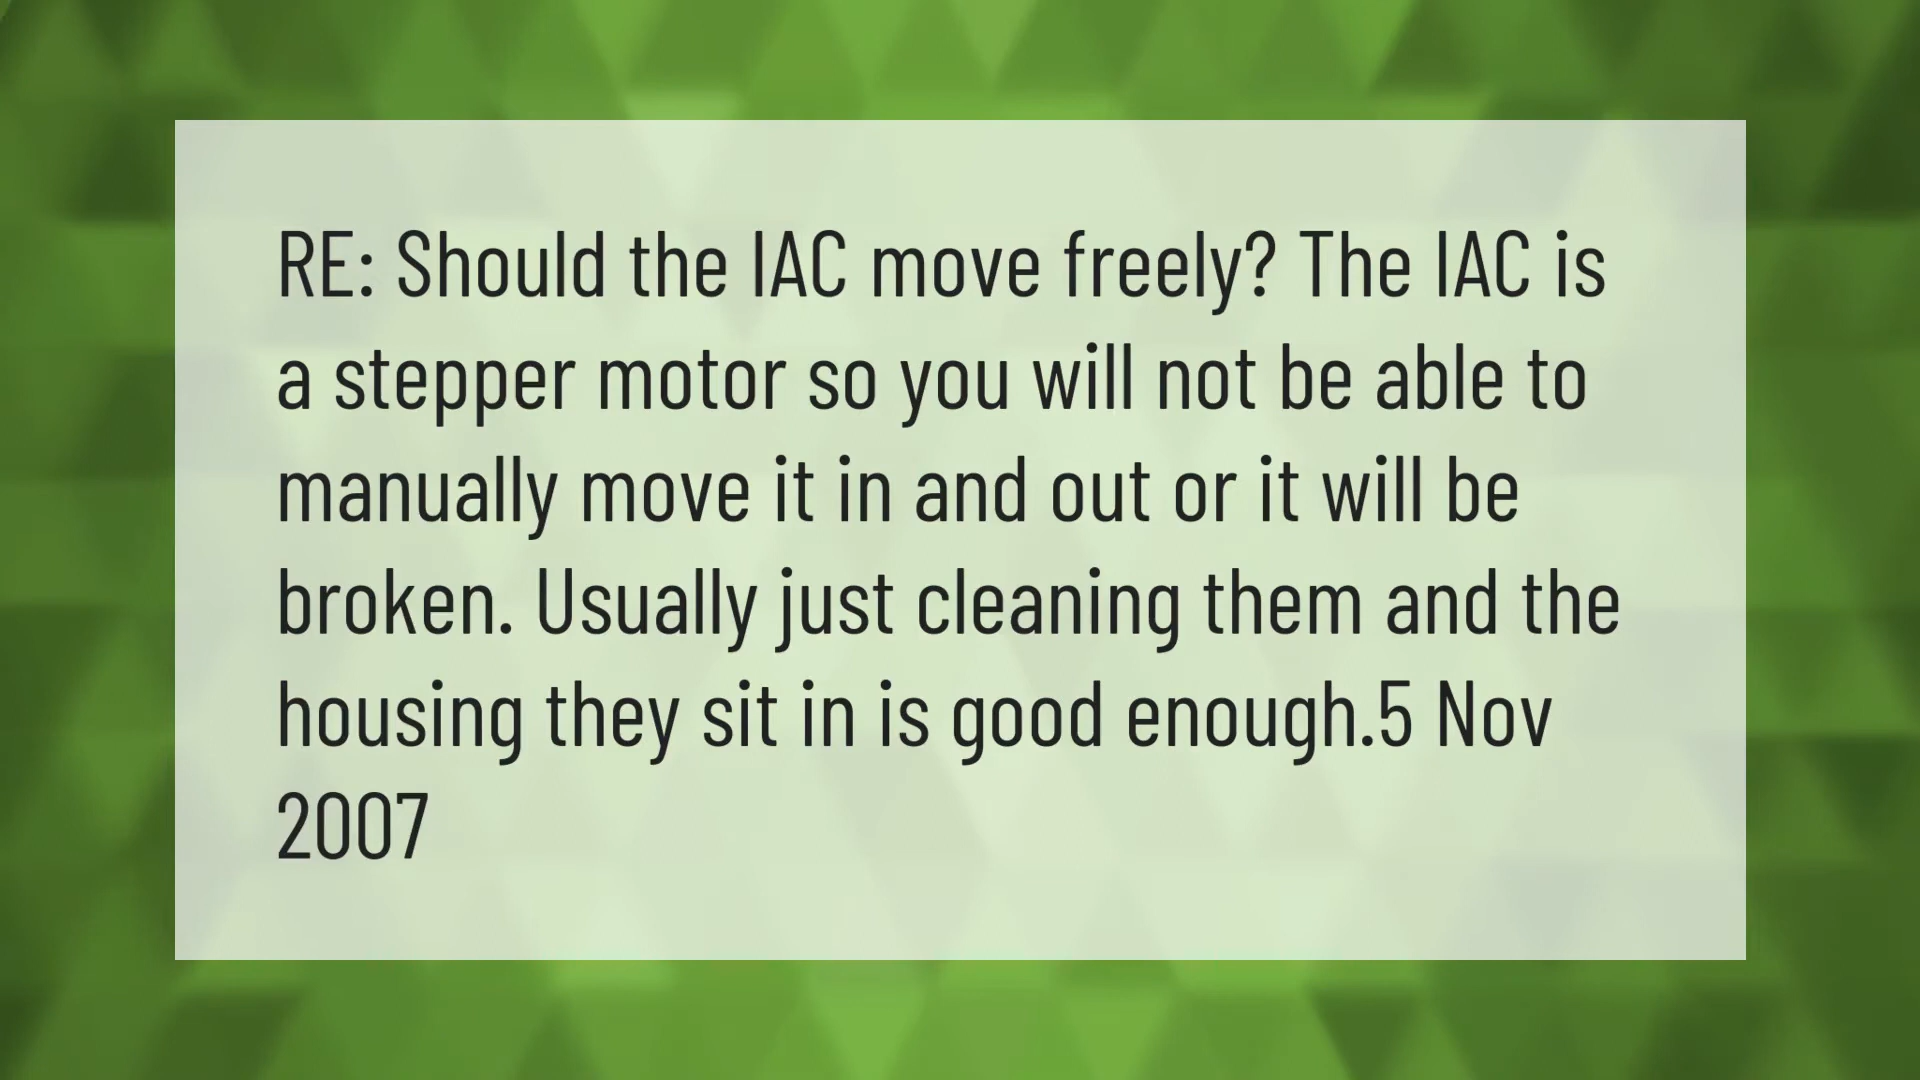 RE: Should the IAC move freely? The IAC is
a stepper motor so you will not be able to
manually move it in and out or it will be
broken. Usually just cleaning them and the
housing they sit in is good enough.5 Nov
2007